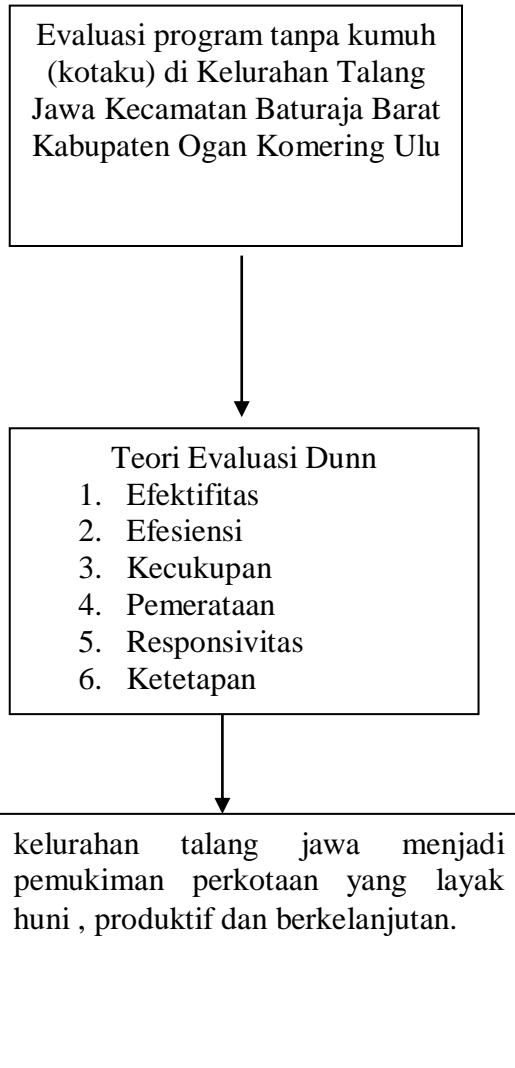 Evaluasi program tanpa kumuh
(kotaku) di Kelurahan Talang
Jawa Kecamatan Baturaja Barat
Kabupaten Ogan Komering Ulu
Teori Evaluasi Dunn
1. Efektifitas
2. Efesiensi
3. Kecukupan
4. Pemerataan
5. Responsivitas
6. Ketetapan
kelurahan talang jawa menjadi
pemukiman perkotaan yang layak
huni , produktif dan berkelanjutan.